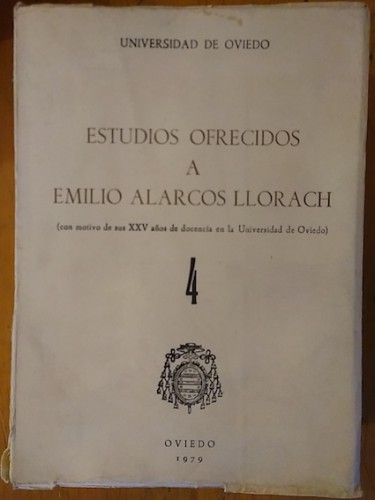 UNIVERSIDAD DE OVIEDO
ESTUDIOS OFRECIDOS
A
EMILIO ALARCOS LLORACH
(con motivo de sus XXV años de docencia en la Universidad de Oviedo)
4
OVIEDO
1979